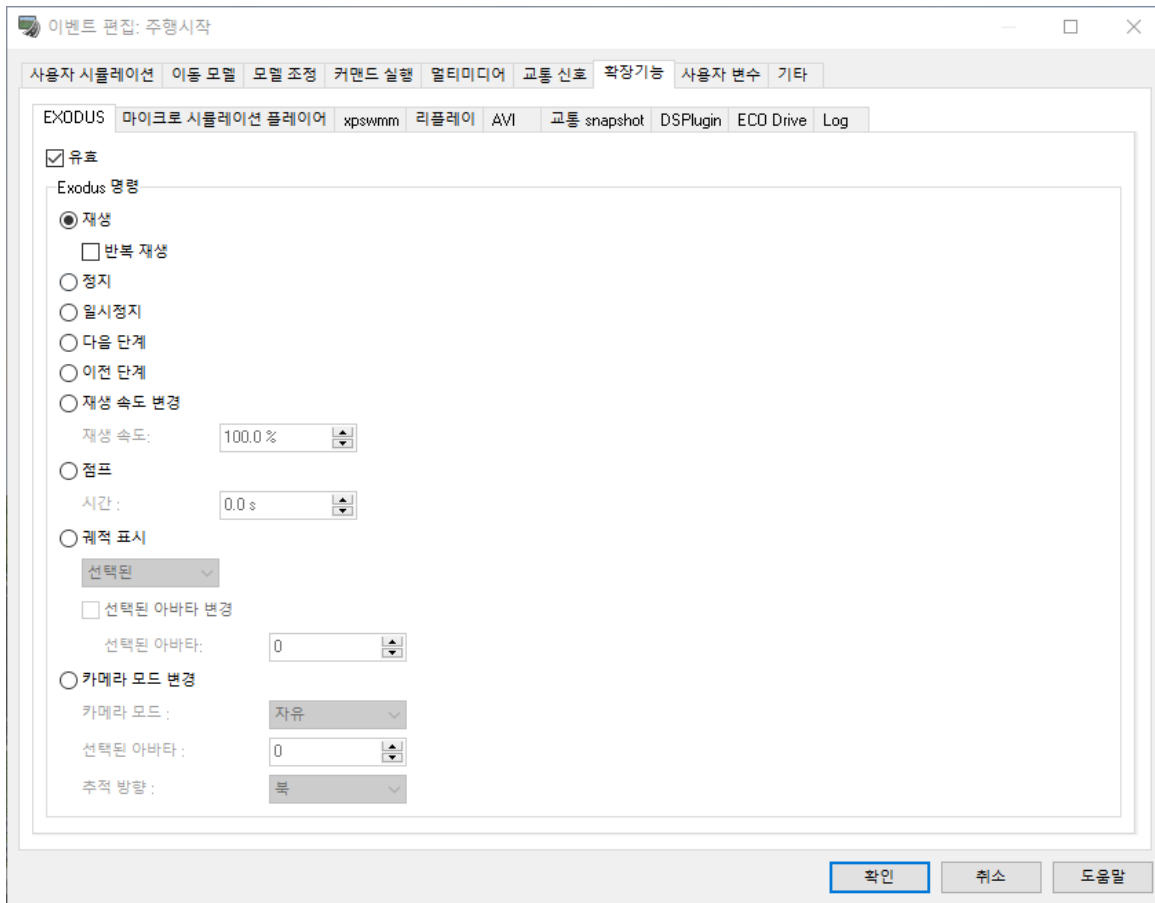 이벤트 편집: 주행시작
사용자 시뮬레이션 이동 모델 모델 조정 커맨드 실행 멀티미디어 교통 신호 확장기능 사용자 변수 기타
EXODUS 마이크로 시뮬레이션 플레이어 xpswmm 리플레이 AVI 교통 snapshot DSPlugin ECO Drive Log
유효
Exodus 명령
재생
반복 재생
정지
일시정지
다음 단계
이전 단계
재생 속도 변경
재생 속도: 100.0 %
점프
시간 : 0.0 s
궤적 표시
선택된
선택된 아바타 변경
선택된 아바타: 0
카메라 모드 변경
카메라 모드 : 자유
선택된 아바타 : 0
추적 방향 : 북
확인 취소 도움말